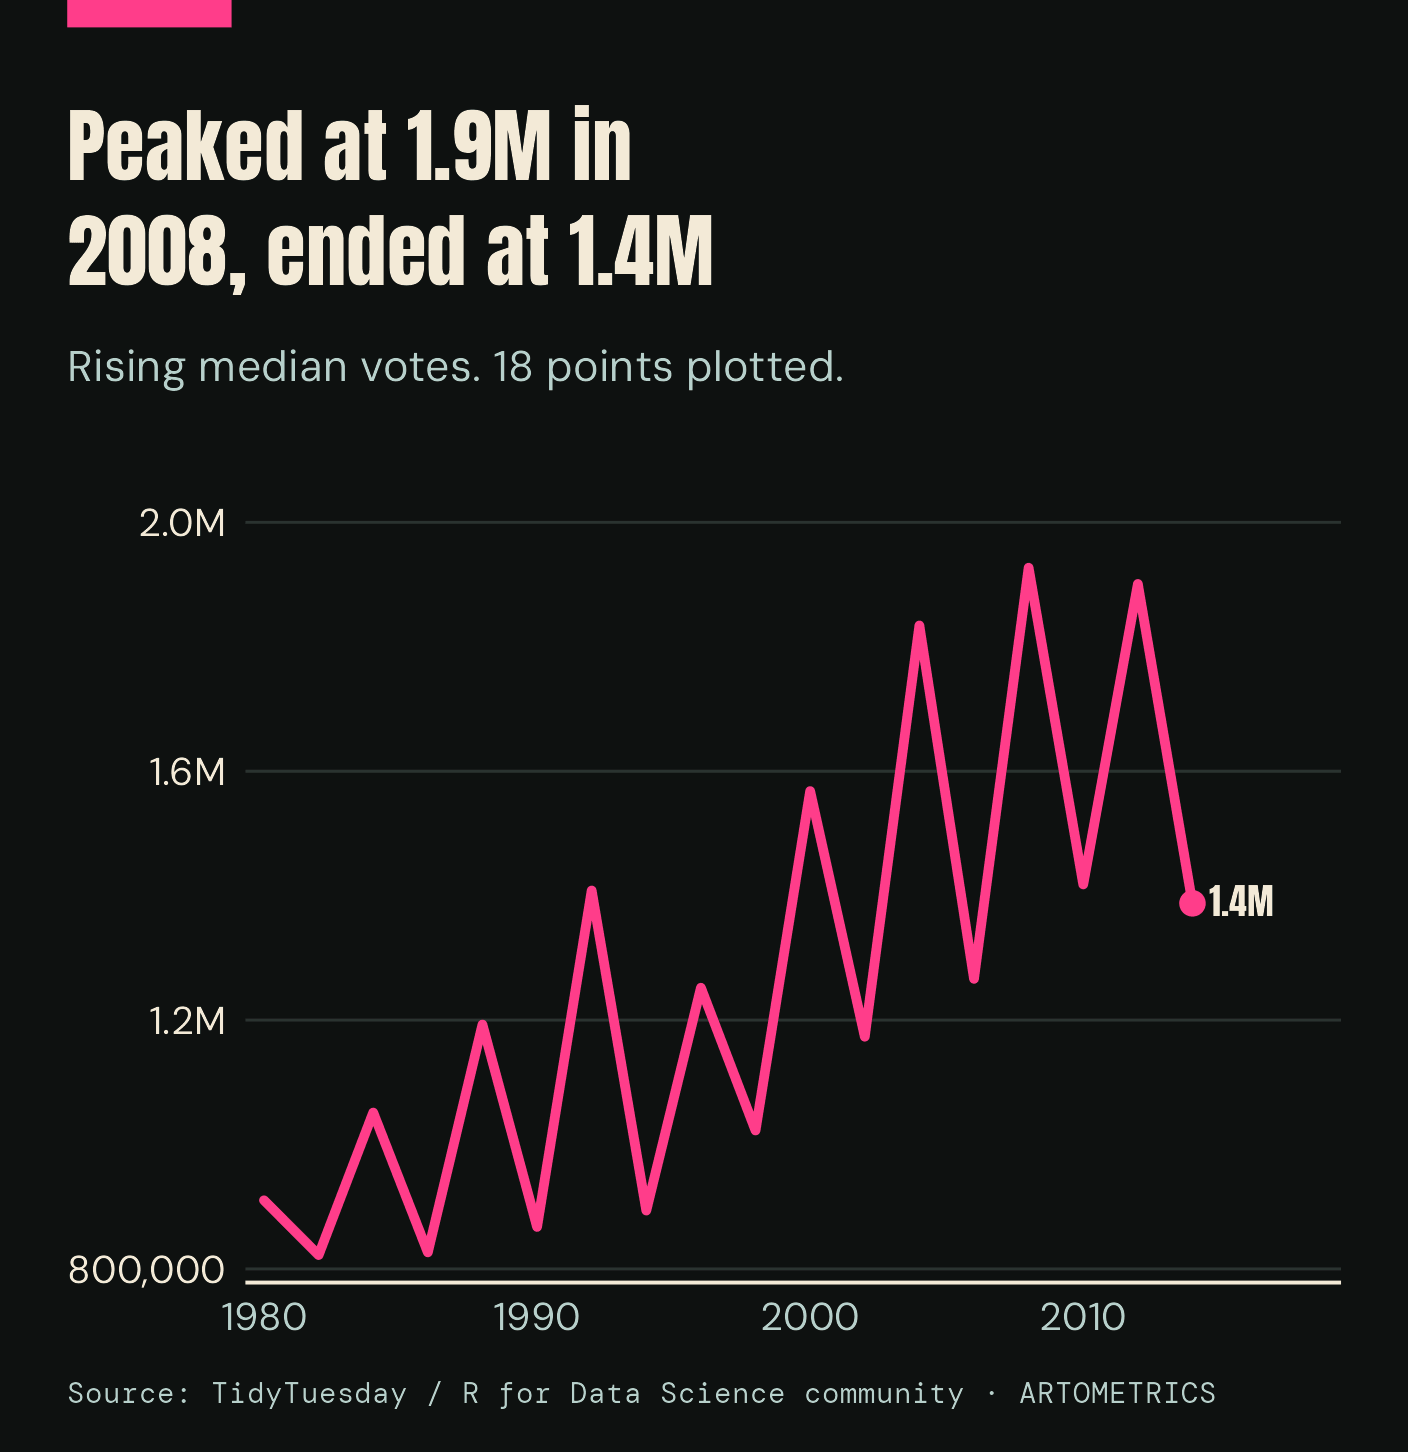 Peaked at 1.9M in
2008, ended at 1.4M
Rising median votes. 18 points plotted.
2.0M
1.6M
1.4M
1.2M
800,000
1980 1990 2000 2010
Source: TidyTuesday / R for Data Science community · ARTOMETRICS